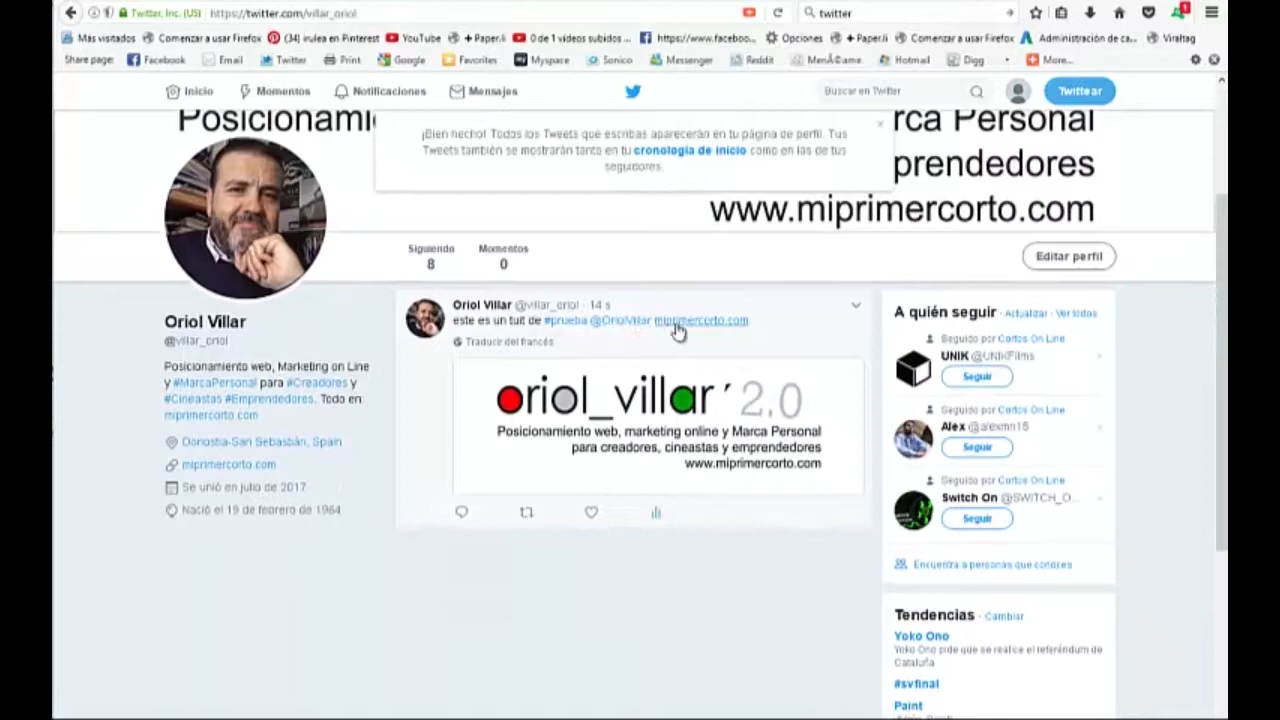 Twitter, Inc. (US) https://twitter.com/villar_oriol twitter 1
Más visitados Comenzar a usar Firefox (34) irulea en Pinterest YouTube + Paper.li 0 de 1 vídeos subidos ... https://www.faceboo... Opciones + Paper.li Comenzar a usar Firefox Administración de ca... Viraltag
Share page: Facebook Email Twitter Print Google Favorites Myspace Sonico Messenger Reddit MenÃ©ame Hotmail Digg More...
Inicio Momentos Notificaciones Mensajes Buscar en Twitter Twittear
Posicionami
rca Personal
¡Bien hecho! Todos los Tweets que escribas aparecerán en tu página de perfil. Tus
Tweets también se mostrarán tanto en tu cronología de inicio como en las de tus
seguidores.
prendedores
www.miprimercorto.com
Siguiendo Momentos
8 0
Editar perfil
Oriol Villar
@villar_oriol
Posicionamiento web, Marketing on Line
y #MarcaPersonal para #Creadores y
#Cineastas #Emprendedores. Todo en
miprimercorto.com
Donostia-San Sebastián, Spain
miprimercorto.com
Se unió en julio de 2017
Nació el 19 de febrero de 1964
Oriol Villar @villar_oriol · 14 s
este es un tuit de #prueba @OriolVillar miprimercorto.com
Traducir del francés
oriol_villar´ 2.0
Posicionamiento web, marketing online y Marca Personal
para creadores, cineastas y emprendedores
www.miprimercorto.com
A quién seguir · Actualizar · Ver todos
Seguido por Cortos On Line
UNIK @UNIKFilms
Seguir
Seguido por Cortos On Line
Alex @alexmn15
Seguir
Seguido por Cortos On Line
Switch On @SWITCH_O...
Seguir
Encuentra a personas que conoces
Tendencias · Cambiar
Yoko Ono
Yoko Ono pide que se realice el referéndum de
Cataluña
#svfinal
Paint